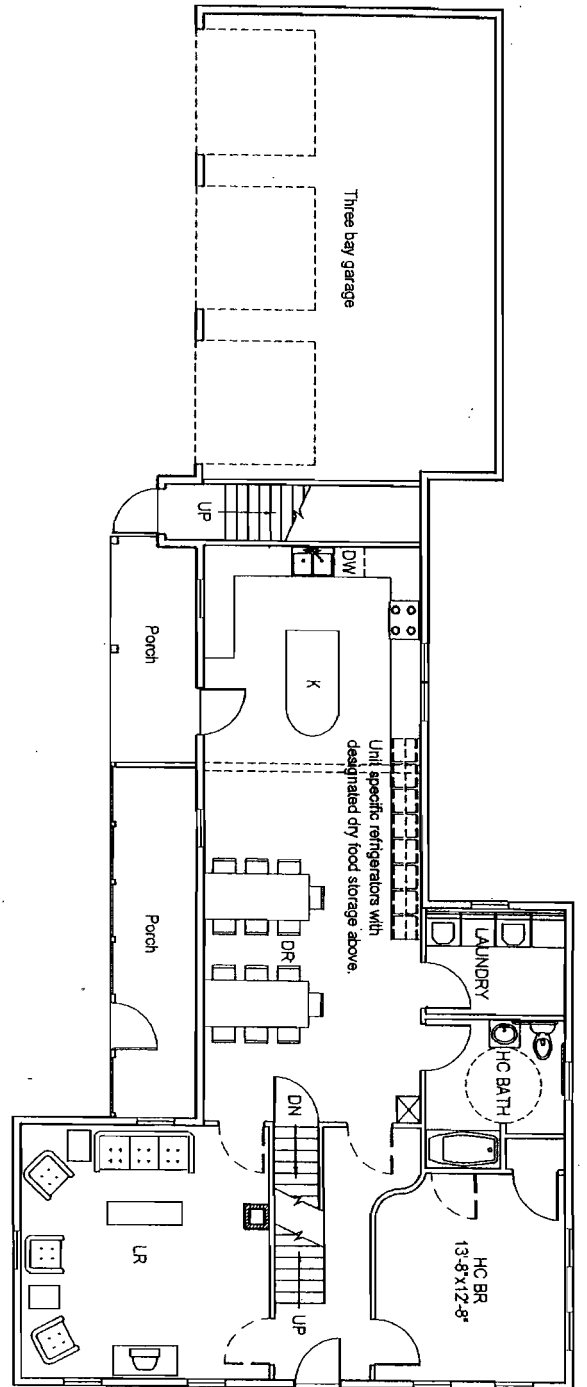 Three bay garage
UP
DW
K
Porch
Unit specific refrigerators with
designated dry food storage above.
Porch
DR
LAUNDRY
HC BATH
DN
UP
LR
HC BR
13'-8"x12'-8"